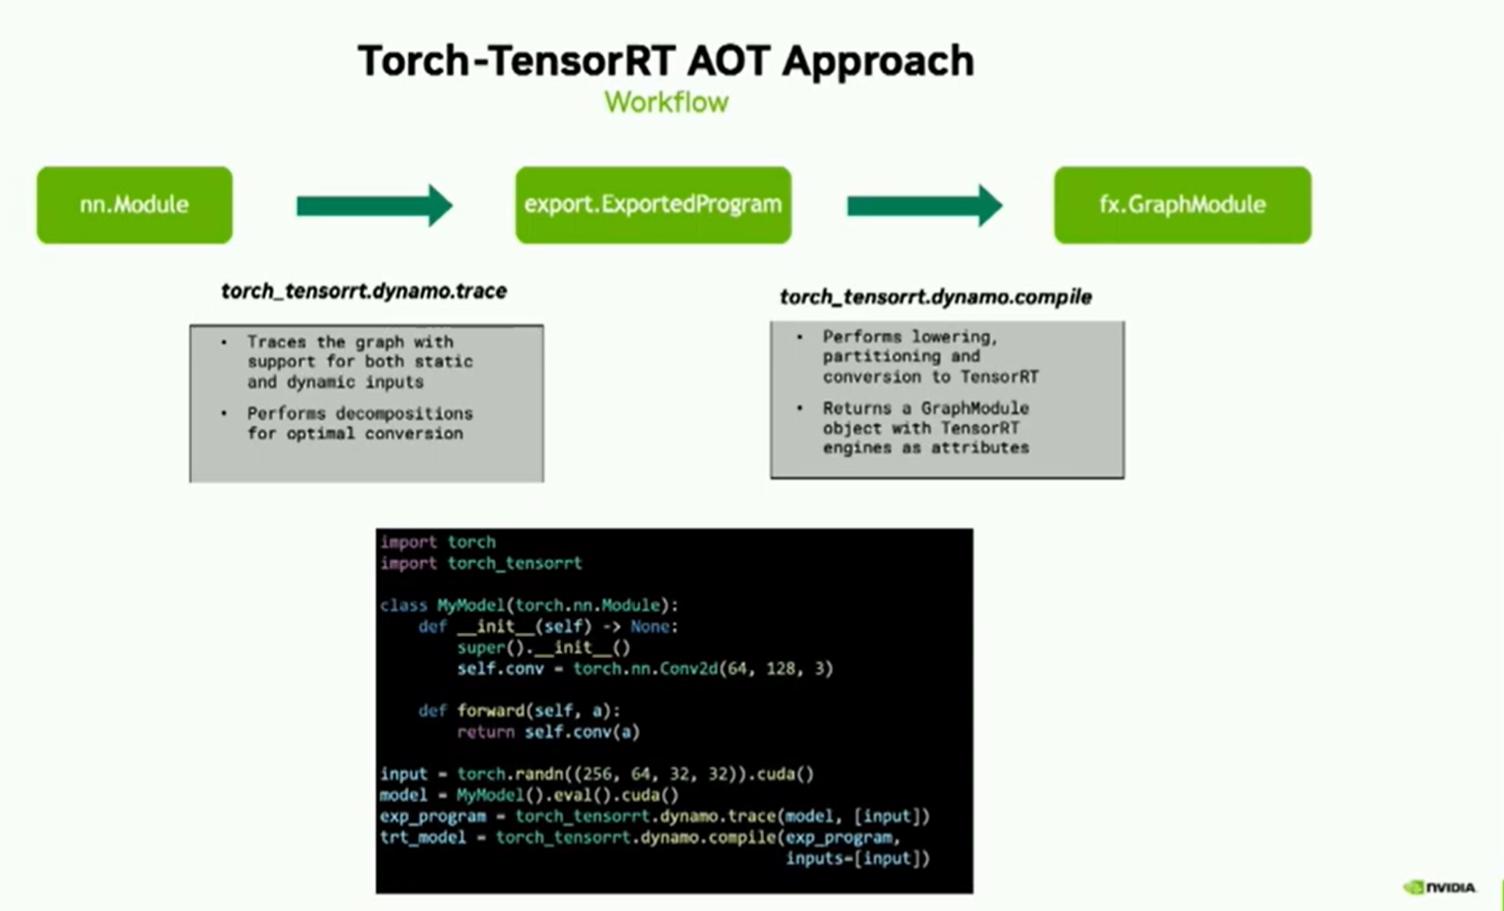 Torch-TensorRT AOT Approach
Workflow
nn.Module
export.ExportedProgram
fx.GraphModule
torch_tensorrt.dynamo.trace
• Traces the graph with
support for both static
and dynamic inputs
• Performs decompositions
for optimal conversion
torch_tensorrt.dynamo.compile
• Performs lowering,
partitioning and
conversion to TensorRT
• Returns a GraphModule
object with TensorRT
engines as attributes
import torch
import torch_tensorrt
class MyModel(torch.nn.Module):
    def __init__(self) -> None:
        super().__init__()
        self.conv = torch.nn.Conv2d(64, 128, 3)
    def forward(self, a):
        return self.conv(a)
input = torch.randn((256, 64, 32, 32)).cuda()
model = MyModel().eval().cuda()
exp_program = torch_tensorrt.dynamo.trace(model, [input])
trt_model = torch_tensorrt.dynamo.compile(exp_program,
                                          inputs=[input])
NVIDIA